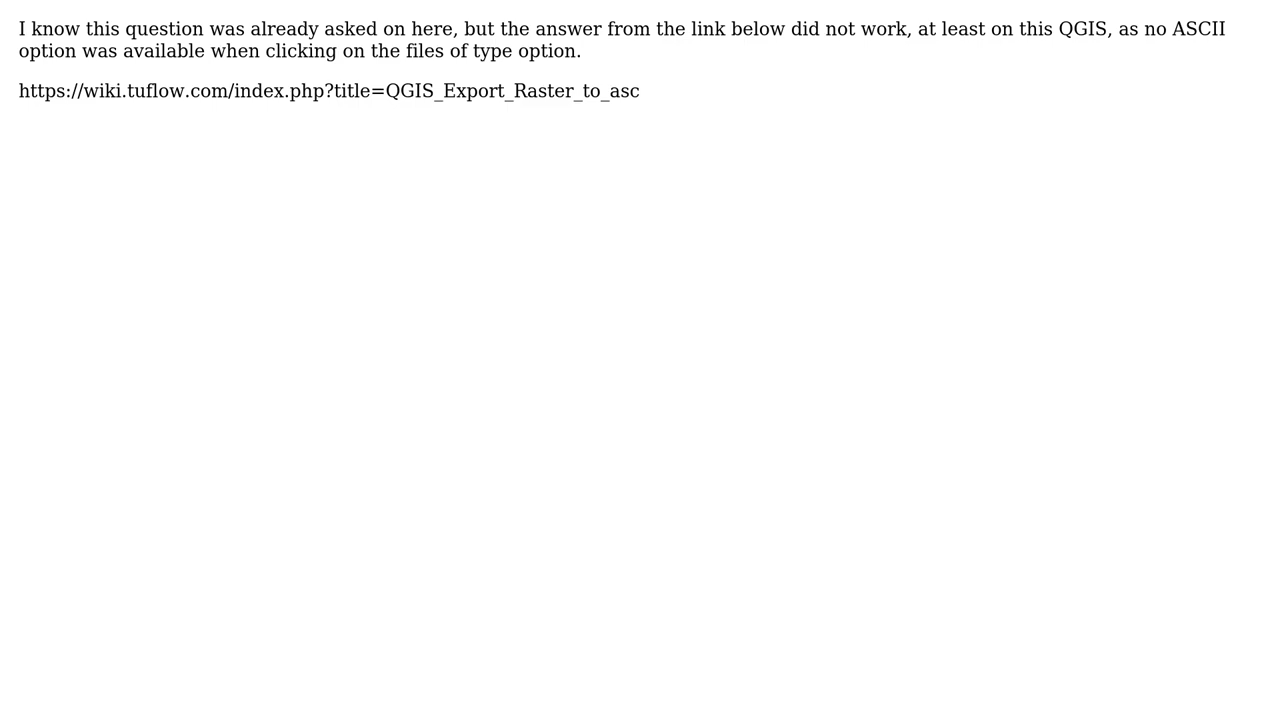 I know this question was already asked on here, but the answer from the link below did not work, at least on this QGIS, as no ASCII
option was available when clicking on the files of type option.
https://wiki.tuflow.com/index.php?title=QGIS_Export_Raster_to_asc